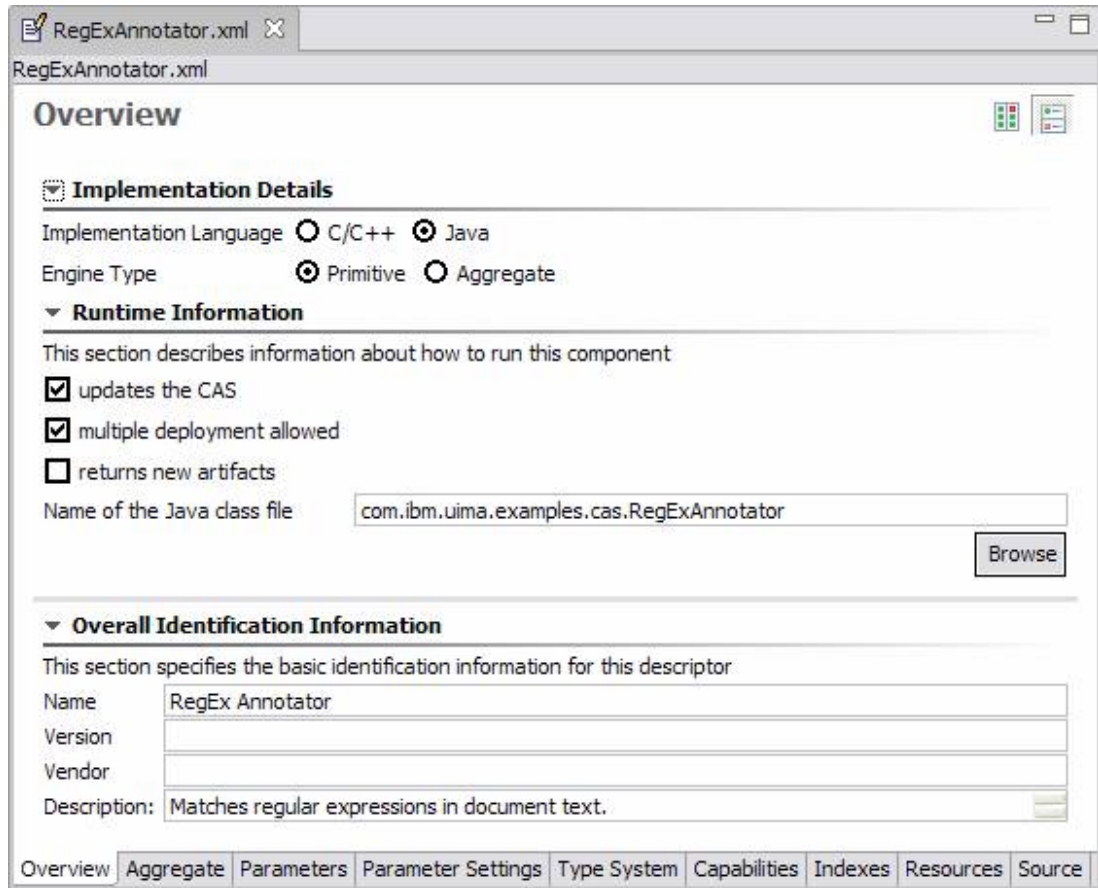 RegExAnnotator.xml
RegExAnnotator.xml
Overview
Implementation Details
Implementation Language C/C++ Java
Engine Type Primitive Aggregate
Runtime Information
This section describes information about how to run this component
updates the CAS
multiple deployment allowed
returns new artifacts
Name of the Java class file com.ibm.uima.examples.cas.RegExAnnotator
Browse
Overall Identification Information
This section specifies the basic identification information for this descriptor
Name RegEx Annotator
Version
Vendor
Description: Matches regular expressions in document text.
Overview Aggregate Parameters Parameter Settings Type System Capabilities Indexes Resources Source